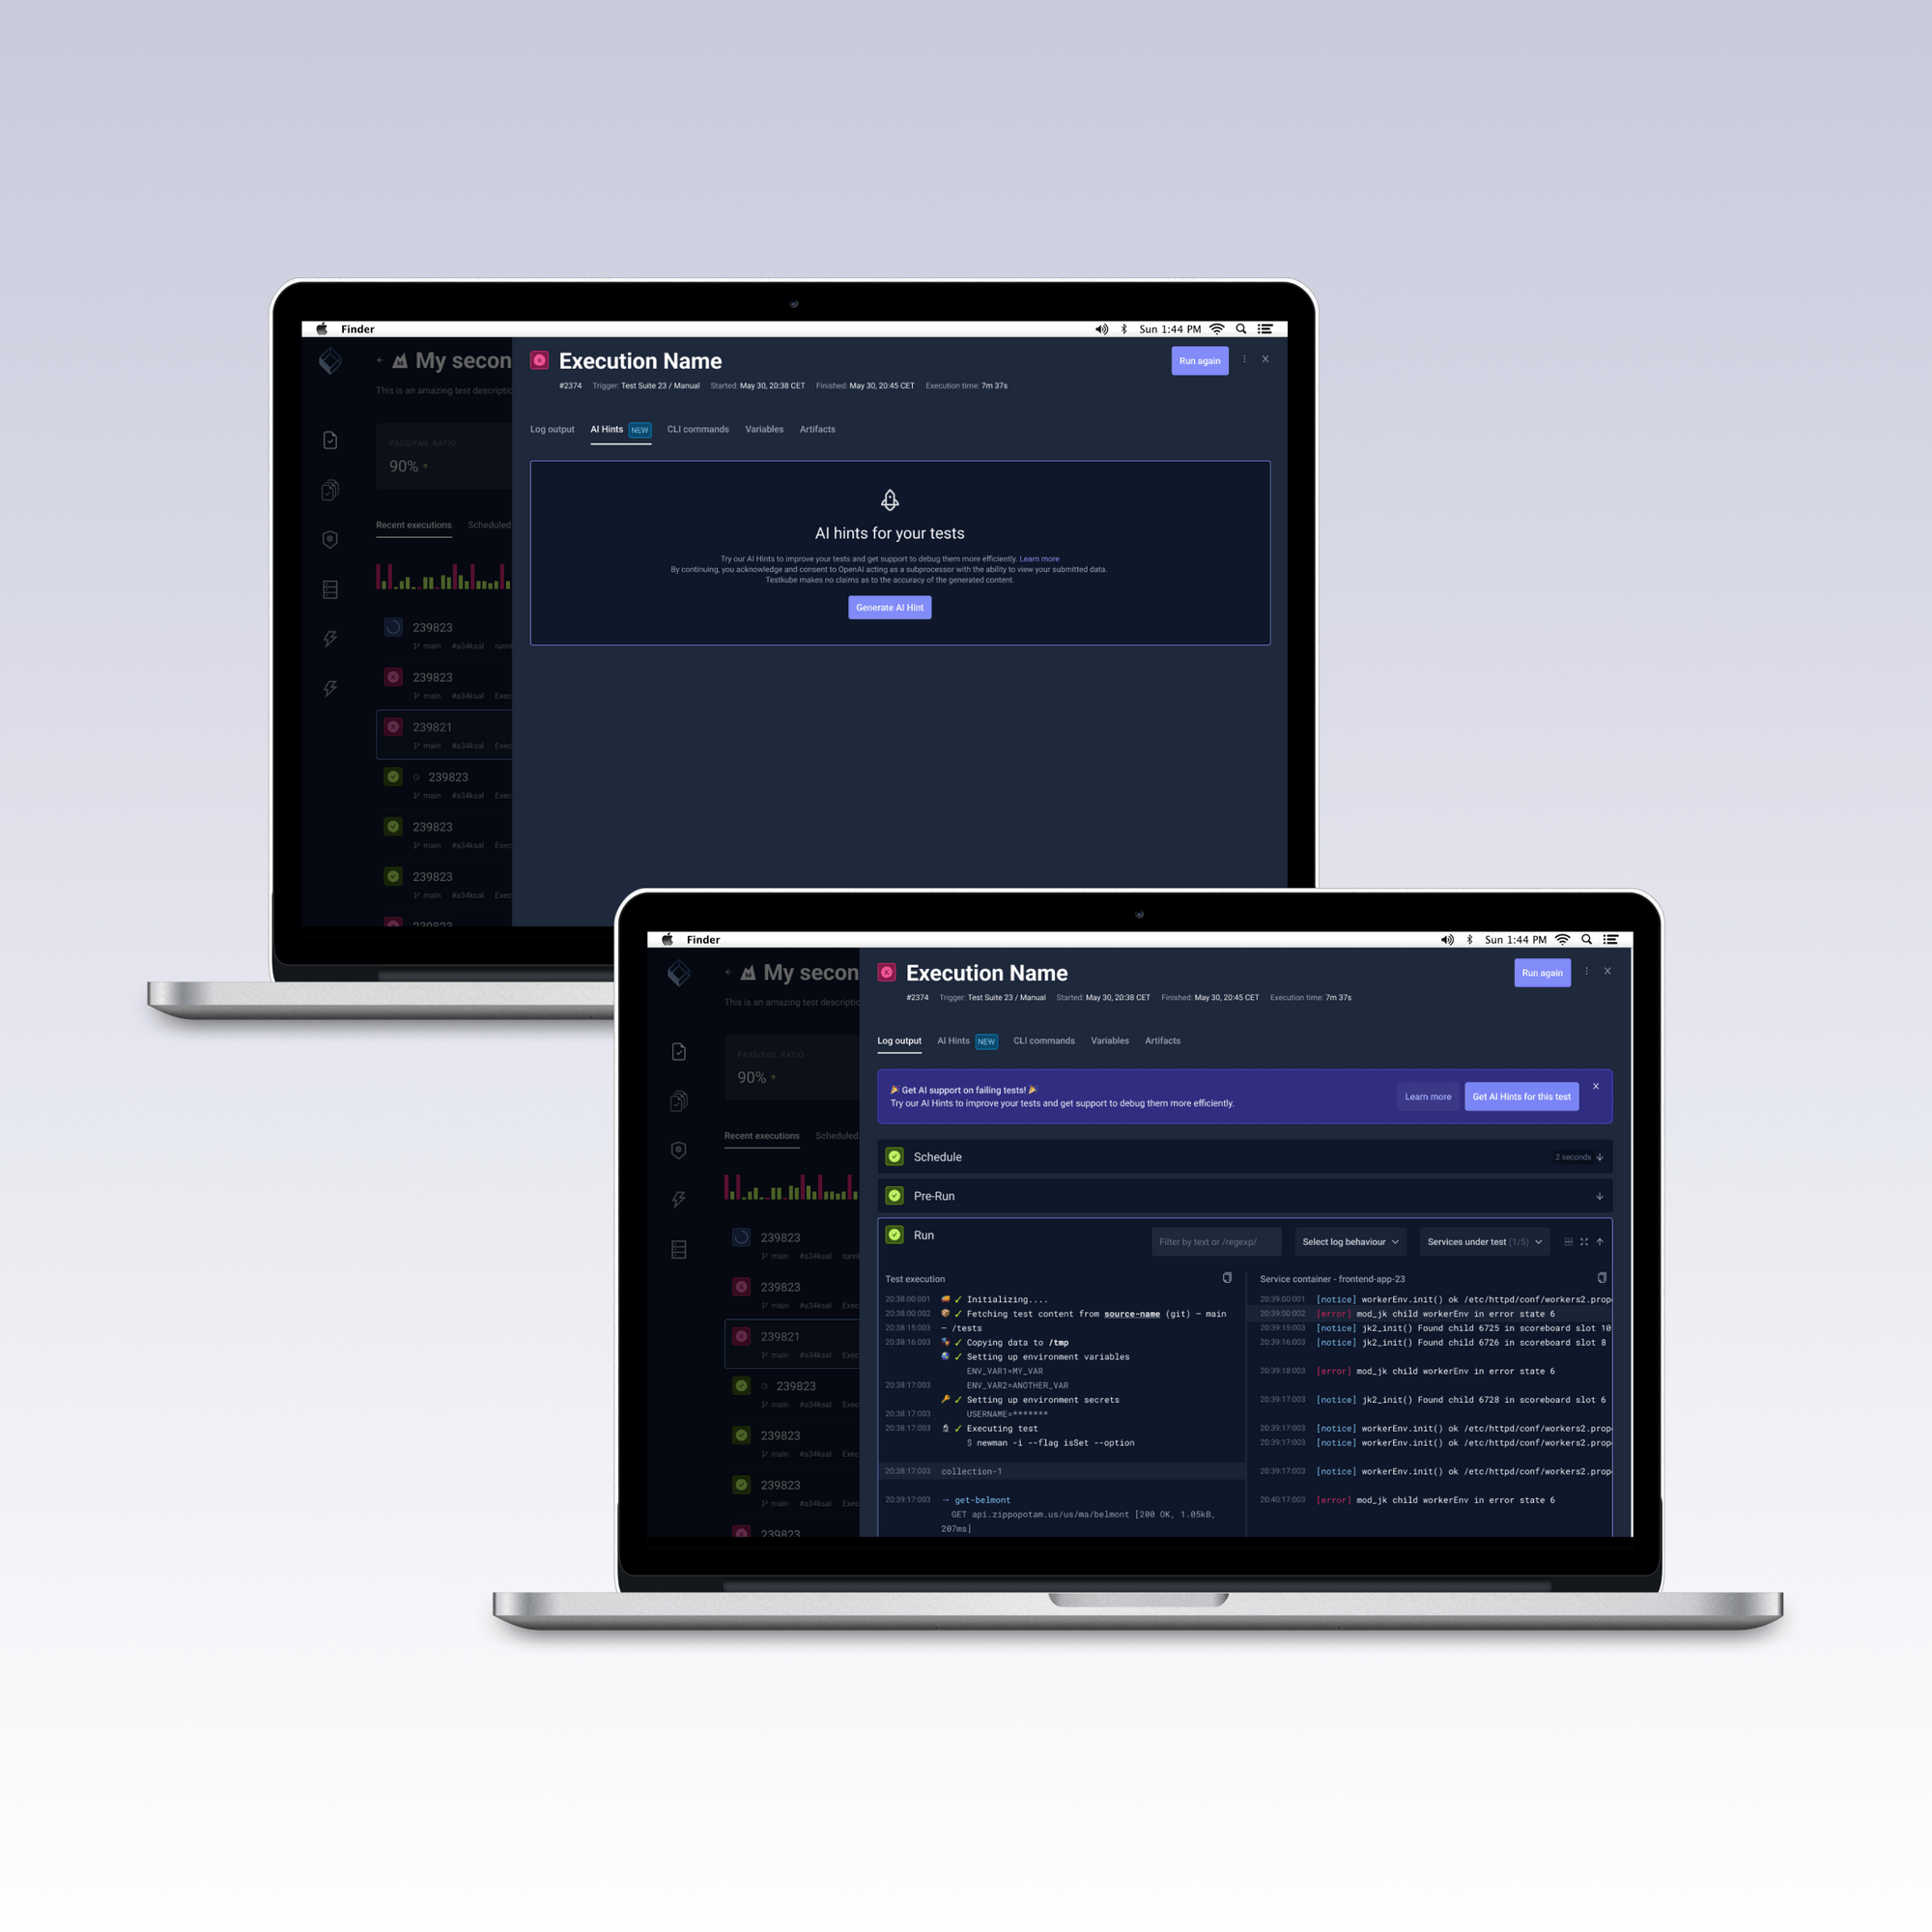 Finder
Sun 1:44 PM
My secon
This is an amazing test descriptic
PASS/FAIL RATIO
90%
Recent executions Scheduled
239823
main #a34ksal runni
239823
main #a34ksal Exec
239821
main #a34ksal Exec
239823
main #a34ksal Exec
239823
main #a34ksal Exec
239823
main #a34ksal Exec
239823
Execution Name
Run again
#2374 Trigger: Test Suite 23 / Manual Started: May 30, 20:38 CET Finished: May 30, 20:45 CET Execution time: 7m 37s
Log output AI Hints NEW CLI commands Variables Artifacts
AI hints for your tests
Try our AI Hints to improve your tests and get support to debug them more efficiently. Learn more
By continuing, you acknowledge and consent to OpenAI acting as a subprocessor with the ability to view your submitted data.
Testkube makes no claims as to the accuracy of the generated content.
Generate AI Hint
Finder
Sun 1:44 PM
My secon
This is an amazing test descriptic
PASS/FAIL RATIO
90%
Recent executions Scheduled
239823
main #a34ksal runni
239823
main #a34ksal Exec
239821
main #a34ksal Exec
239823
main #a34ksal Exec
239823
main #a34ksal Exec
239823
main #a34ksal Exec
239823
Execution Name
Run again
#2374 Trigger: Test Suite 23 / Manual Started: May 30, 20:38 CET Finished: May 30, 20:45 CET Execution time: 7m 37s
Log output AI Hints NEW CLI commands Variables Artifacts
🎉 Get AI support on failing tests! 🎉
Try our AI Hints to improve your tests and get support to debug them more efficiently.
Learn more
Get AI Hints for this test
Schedule 2 seconds
Pre-Run
Run
Filter by text or /regexp/
Select log behaviour
Services under test (1/5)
Test execution
20:38:00:001 ✓ Initializing....
20:38:00:002 ✓ Fetching test content from source-name (git) – main
20:38:15:003 – /tests
20:38:16:003 ✓ Copying data to /tmp
✓ Setting up environment variables
ENV_VAR1=MY_VAR
20:38:17:003 ENV_VAR2=ANOTHER_VAR
✓ Setting up environment secrets
20:38:17:003 USERNAME=*******
20:38:17:003 ✓ Executing test
$ newman -i --flag isSet --option
20:38:17:003 collection-1
20:39:17:003 → get-belmont
GET api.zippopotam.us/us/ma/belmont [200 OK, 1.05kB,
207ms]
Service container - frontend-app-23
20:39:00:001 [notice] workerEnv.init() ok /etc/httpd/conf/workers2.prop
20:39:00:002 [error] mod_jk child workerEnv in error state 6
20:39:15:003 [notice] jk2_init() Found child 6725 in scoreboard slot 10
20:39:16:003 [notice] jk2_init() Found child 6726 in scoreboard slot 8
20:39:18:003 [error] mod_jk child workerEnv in error state 6
20:39:17:003 [notice] jk2_init() Found child 6728 in scoreboard slot 6
20:39:17:003 [notice] workerEnv.init() ok /etc/httpd/conf/workers2.prop
20:39:17:003 [notice] workerEnv.init() ok /etc/httpd/conf/workers2.prop
20:39:17:003 [notice] workerEnv.init() ok /etc/httpd/conf/workers2.prop
20:40:17:003 [error] mod_jk child workerEnv in error state 6